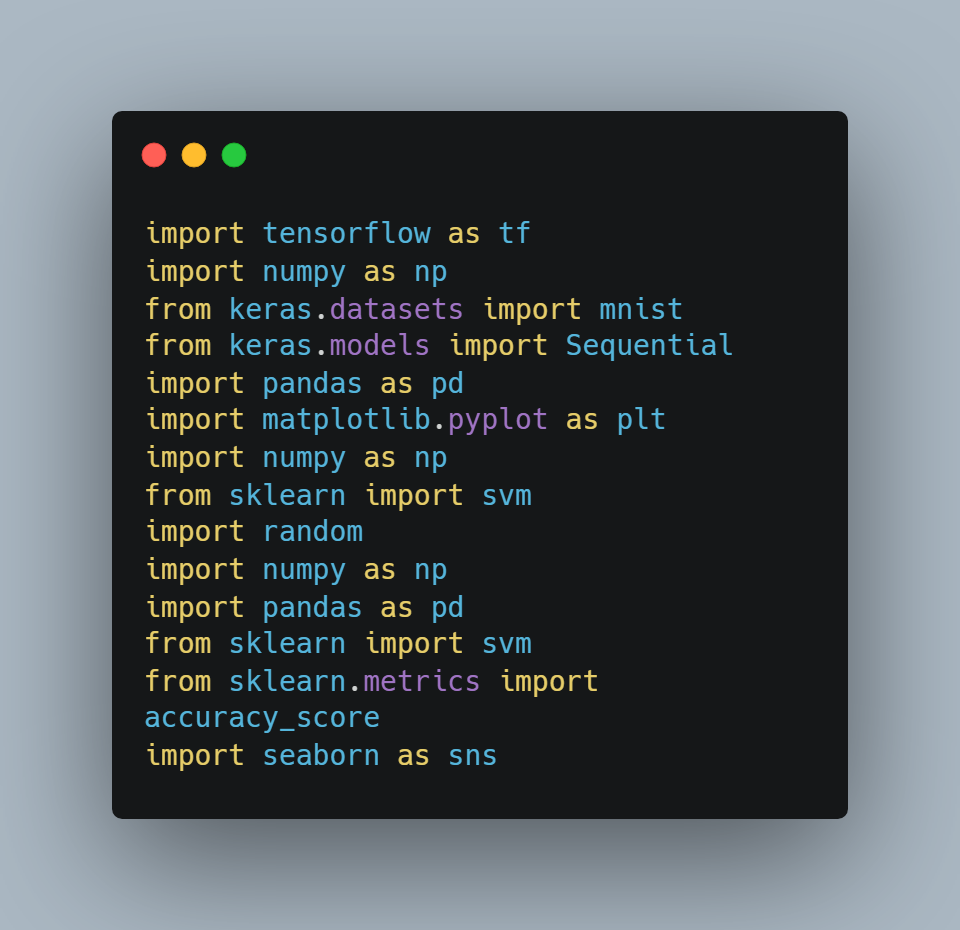 import tensorflow as tf
import numpy as np
from keras.datasets import mnist
from keras.models import Sequential
import pandas as pd
import matplotlib.pyplot as plt
import numpy as np
from sklearn import svm
import random
import numpy as np
import pandas as pd
from sklearn import svm
from sklearn.metrics import
accuracy_score
import seaborn as sns